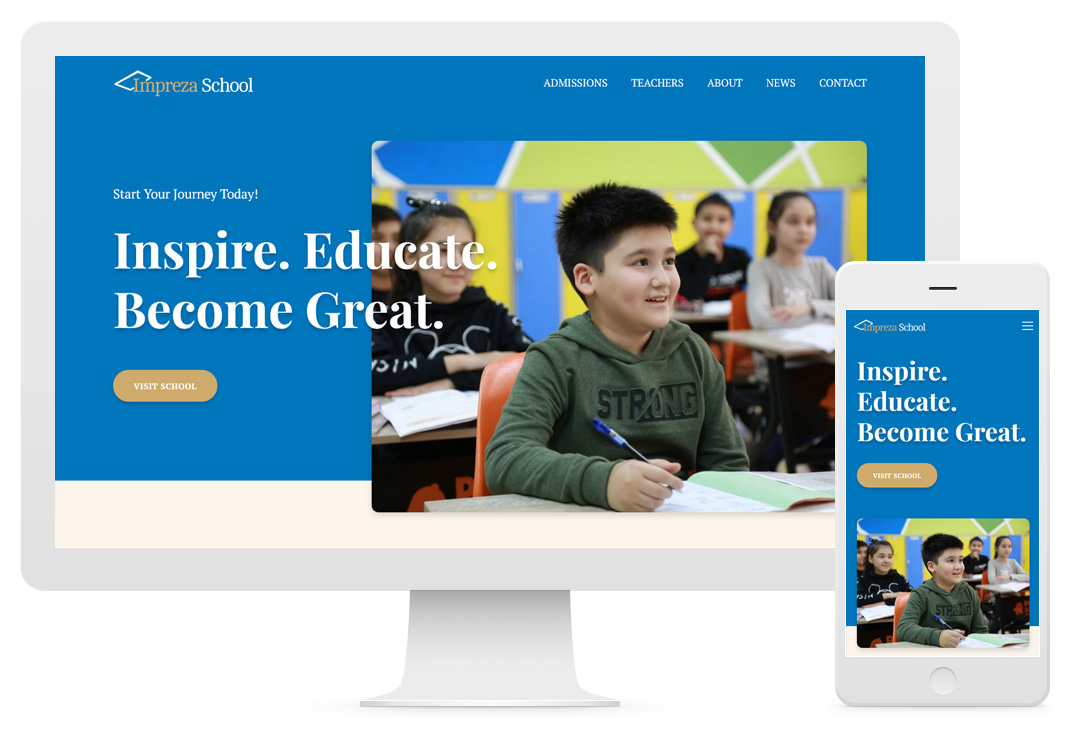 Impreza School
ADMISSIONS TEACHERS ABOUT NEWS CONTACT
Start Your Journey Today!
Inspire. Educate.
Become Great.
VISIT SCHOOL
STRONG
Impreza School
Inspire.
Educate.
Become Great.
VISIT SCHOOL
STRONG